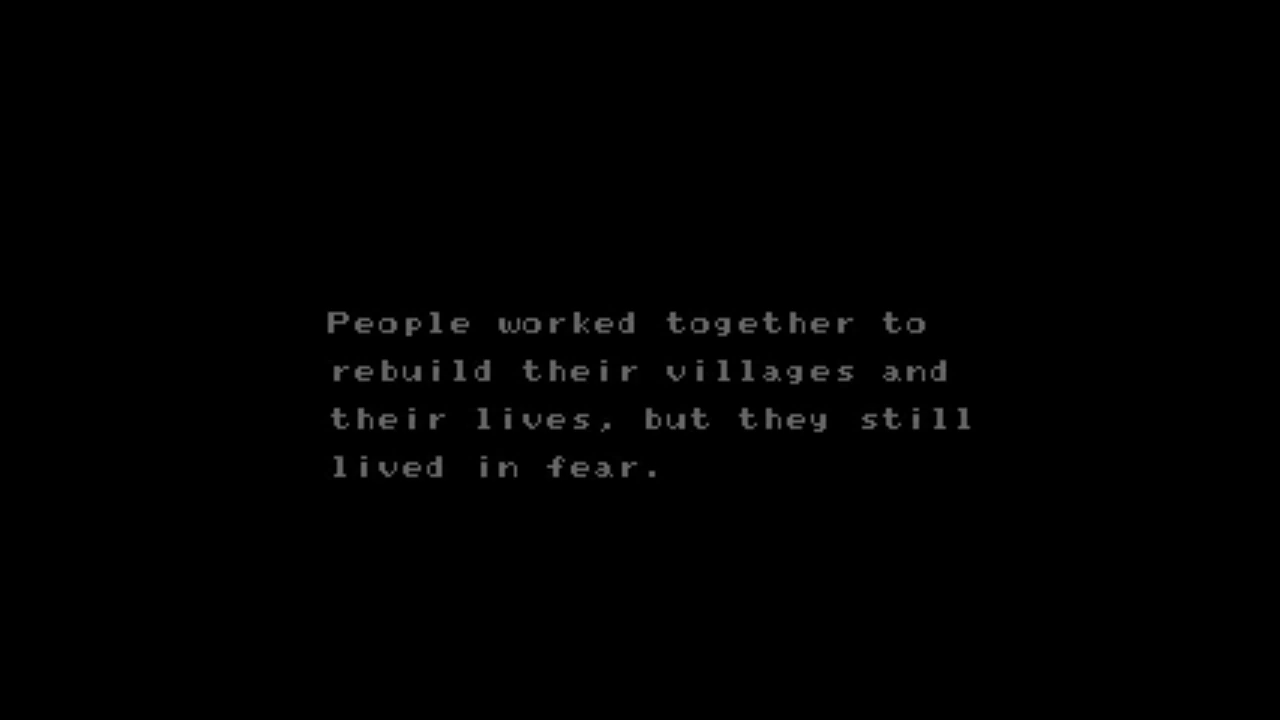 People worked together to
rebuild their villages and
their lives, but they still
lived in fear.